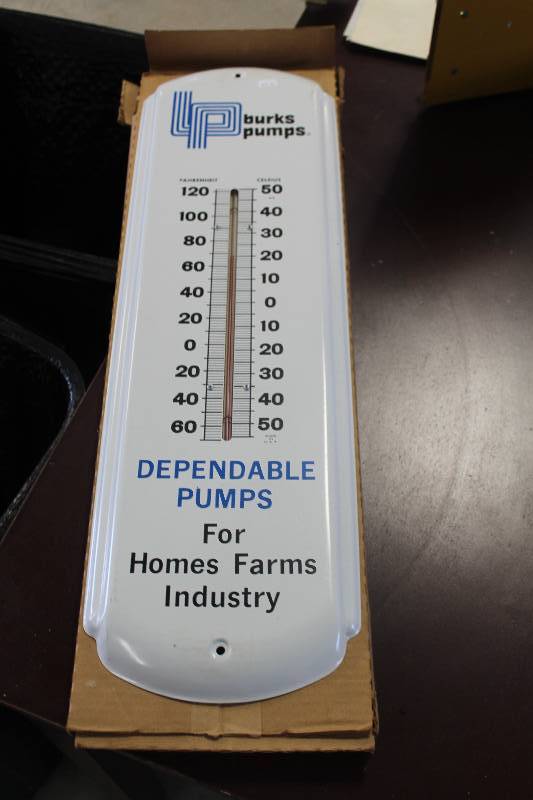 burks
pumps
FAHRENHEIT CELSIUS
120 50
100 40
80 30
60 20
40 10
20 0
0 10
20 20
40 30
60 40
50
DEPENDABLE
PUMPS
For
Homes Farms
Industry